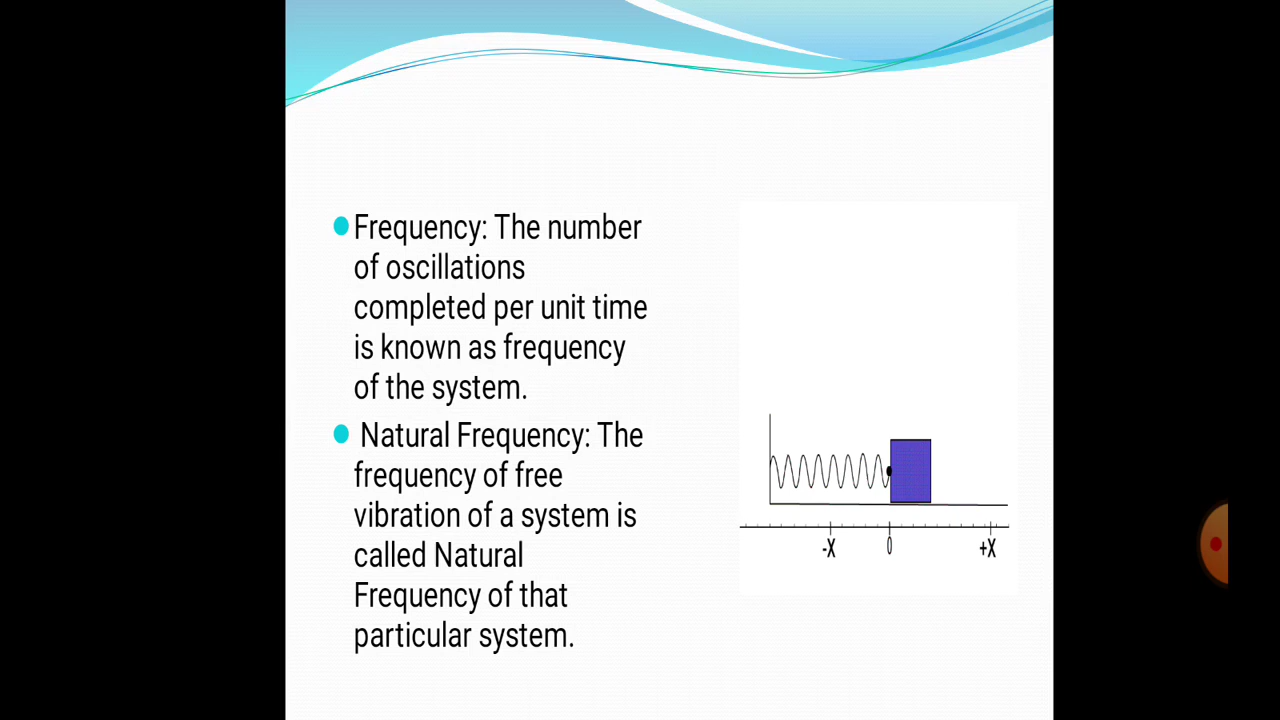 Frequency: The number
of oscillations
completed per unit time
is known as frequency
of the system.
Natural Frequency: The
frequency of free
vibration of a system is
called Natural
Frequency of that
particular system.
-X 0 +X